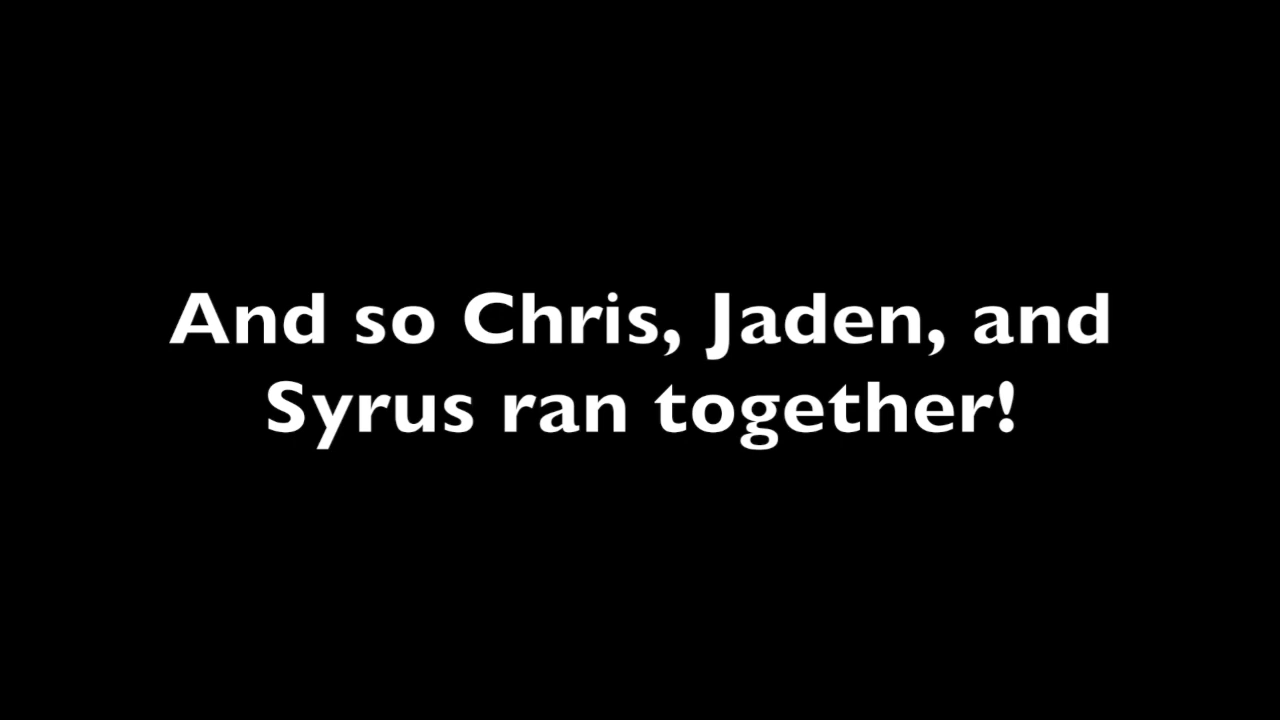 And so Chris, Jaden, and
Syrus ran together!